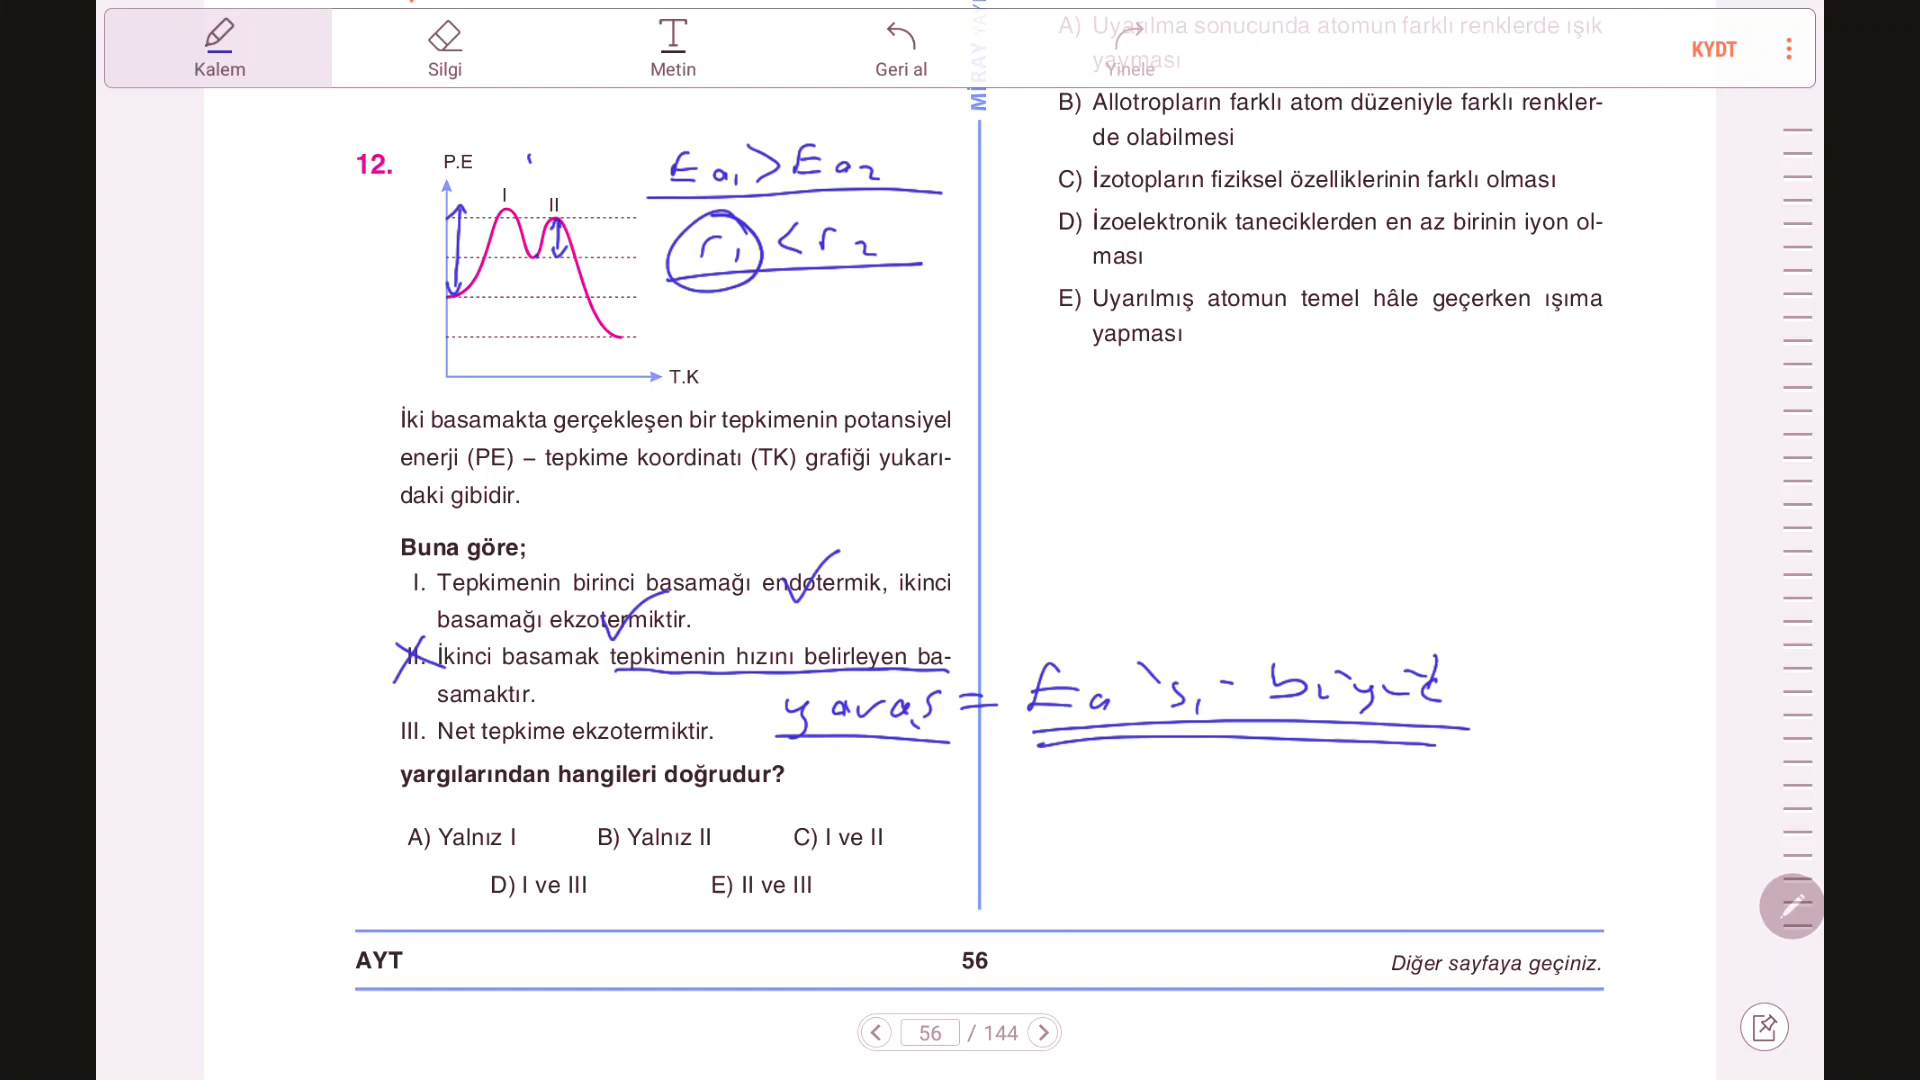 Kalem
Silgi
Metin
Geri al
Yinele
KYDT
12.
P.E
I
II
T.K
Ea1 > Ea2
r1 < r2
İki basamakta gerçekleşen bir tepkimenin potansiyel
enerji (PE) – tepkime koordinatı (TK) grafiği yukarı-
daki gibidir.
Buna göre;
I. Tepkimenin birinci basamağı endotermik, ikinci
basamağı ekzotermiktir.
II. İkinci basamak tepkimenin hızını belirleyen ba-
samaktır.
yavaş = Ea'sı - büyük
III. Net tepkime ekzotermiktir.
yargılarından hangileri doğrudur?
A) Yalnız I B) Yalnız II C) I ve II
D) I ve III E) II ve III
MİRAY YAYI
A) Uyarılma sonucunda atomun farklı renklerde ışık
yayması
B) Allotropların farklı atom düzeniyle farklı renkler-
de olabilmesi
C) İzotopların fiziksel özelliklerinin farklı olması
D) İzoelektronik taneciklerden en az birinin iyon ol-
ması
E) Uyarılmış atomun temel hâle geçerken ışıma
yapması
AYT 56 Diğer sayfaya geçiniz.
56 / 144